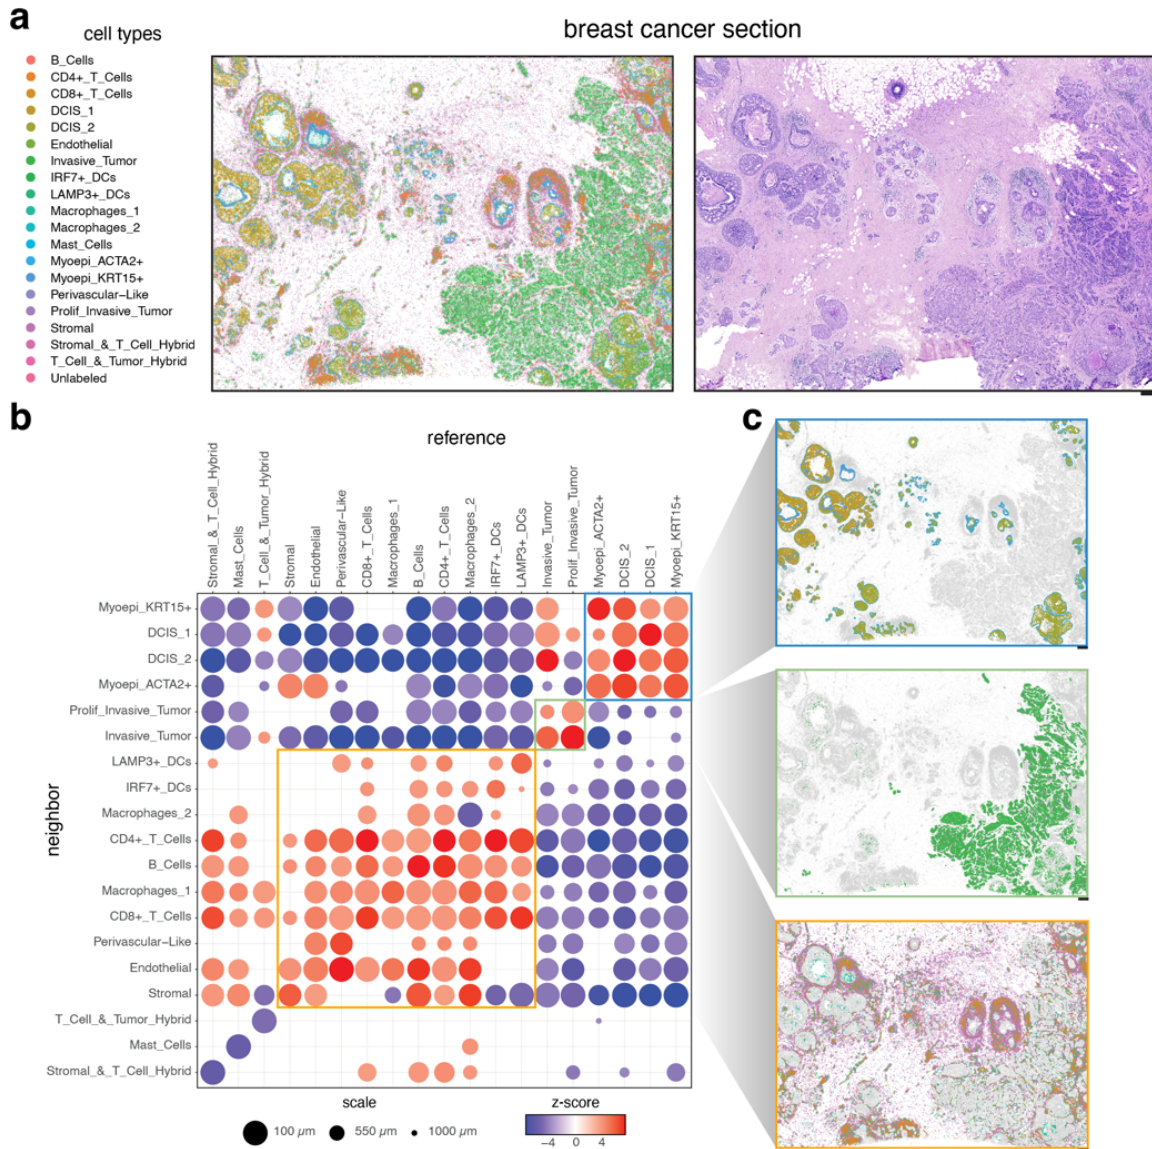 a
cell types
breast cancer section
B_Cells
CD4+_T_Cells
CD8+_T_Cells
DCIS_1
DCIS_2
Endothelial
Invasive_Tumor
IRF7+_DCs
LAMP3+_DCs
Macrophages_1
Macrophages_2
Mast_Cells
Myoepi_ACTA2+
Myoepi_KRT15+
Perivascular-Like
Prolif_Invasive_Tumor
Stromal
Stromal_&_T_Cell_Hybrid
T_Cell_&_Tumor_Hybrid
Unlabeled
b
reference
Stromal_&_T_Cell_Hybrid
Mast_Cells
T_Cell_&_Tumor_Hybrid
Stromal
Endothelial
Perivascular-Like
CD8+_T_Cells
Macrophages_1
B_Cells
CD4+_T_Cells
Macrophages_2
IRF7+_DCs
LAMP3+_DCs
Invasive_Tumor
Prolif_Invasive_Tumor
Myoepi_ACTA2+
DCIS_2
DCIS_1
Myoepi_KRT15+
neighbor
Myoepi_KRT15+
DCIS_1
DCIS_2
Myoepi_ACTA2+
Prolif_Invasive_Tumor
Invasive_Tumor
LAMP3+_DCs
IRF7+_DCs
Macrophages_2
CD4+_T_Cells
B_Cells
Macrophages_1
CD8+_T_Cells
Perivascular-Like
Endothelial
Stromal
T_Cell_&_Tumor_Hybrid
Mast_Cells
Stromal_&_T_Cell_Hybrid
scale
100 µm
550 µm
1000 µm
z-score
−4 0 4
c